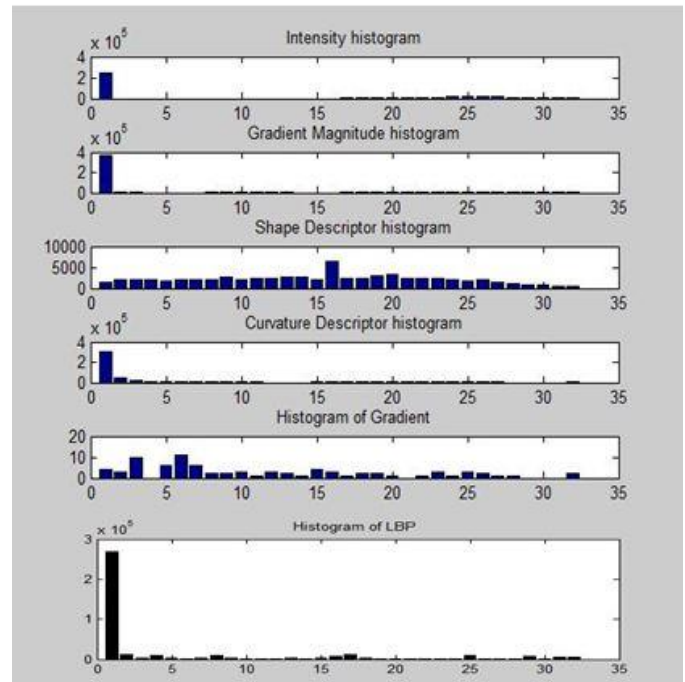 Intensity histogram
x 10^5
4
2
0
0 5 10 15 20 25 30 35
Gradient Magnitude histogram
x 10^5
4
2
0
0 5 10 15 20 25 30 35
Shape Descriptor histogram
10000
5000
0
0 5 10 15 20 25 30 35
Curvature Descriptor histogram
x 10^5
4
2
0
0 5 10 15 20 25 30 35
Histogram of Gradient
20
10
0
0 5 10 15 20 25 30 35
Histogram of LBP
x 10^5
3
2
1
0
0 5 10 15 20 25 30 35